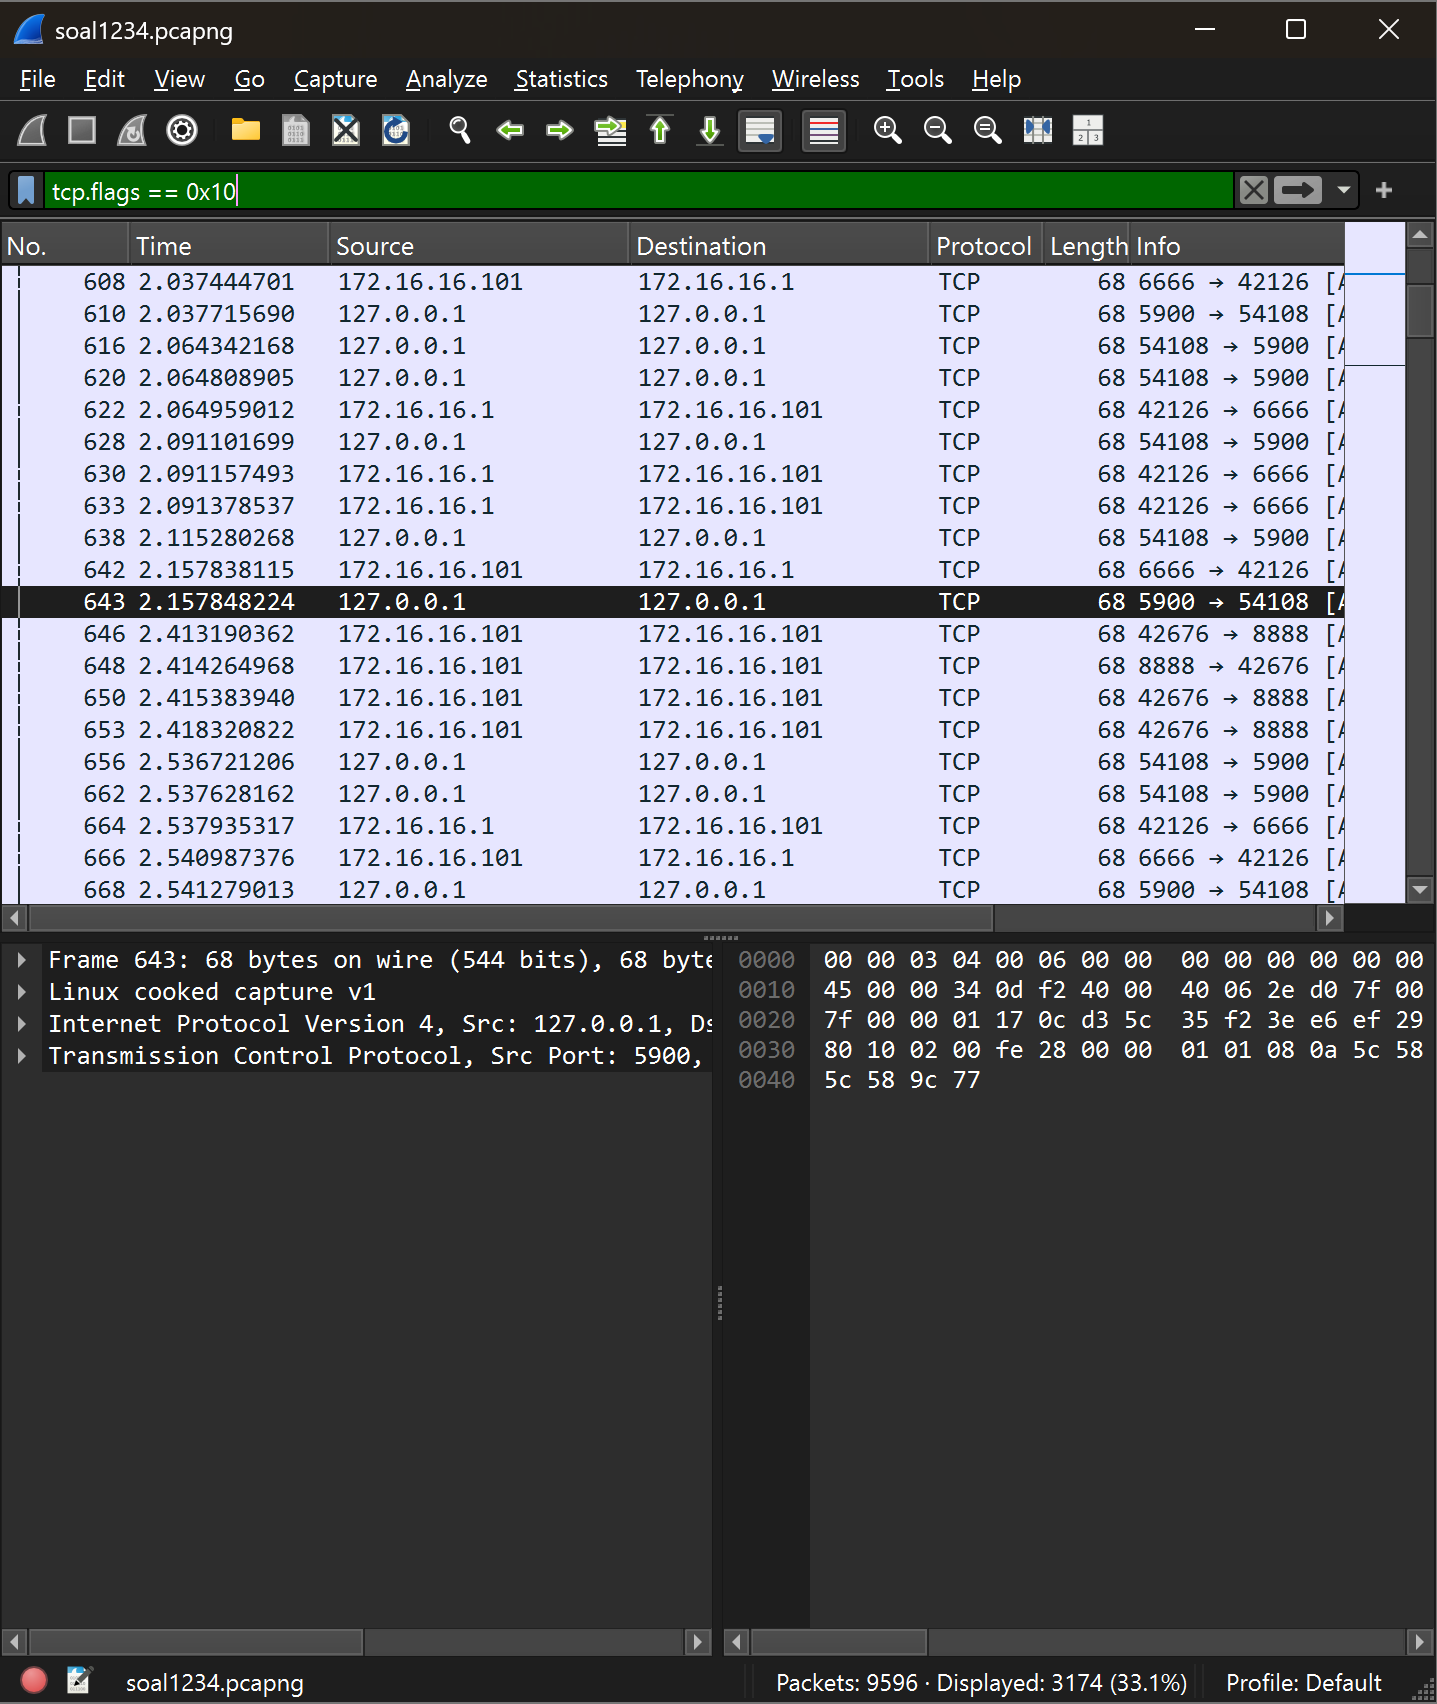 soal1234.pcapng
File Edit View Go Capture Analyze Statistics Telephony Wireless Tools Help
tcp.flags == 0x10
No. Time Source Destination Protocol Length Info
608 2.037444701 172.16.16.101 172.16.16.1 TCP 68 6666 → 42126 [A
610 2.037715690 127.0.0.1 127.0.0.1 TCP 68 5900 → 54108 [A
616 2.064342168 127.0.0.1 127.0.0.1 TCP 68 54108 → 5900 [A
620 2.064808905 127.0.0.1 127.0.0.1 TCP 68 54108 → 5900 [A
622 2.064959012 172.16.16.1 172.16.16.101 TCP 68 42126 → 6666 [A
628 2.091101699 127.0.0.1 127.0.0.1 TCP 68 54108 → 5900 [A
630 2.091157493 172.16.16.1 172.16.16.101 TCP 68 42126 → 6666 [A
633 2.091378537 172.16.16.1 172.16.16.101 TCP 68 42126 → 6666 [A
638 2.115280268 127.0.0.1 127.0.0.1 TCP 68 54108 → 5900 [A
642 2.157838115 172.16.16.101 172.16.16.1 TCP 68 6666 → 42126 [A
643 2.157848224 127.0.0.1 127.0.0.1 TCP 68 5900 → 54108 [A
646 2.413190362 172.16.16.101 172.16.16.101 TCP 68 42676 → 8888 [A
648 2.414264968 172.16.16.101 172.16.16.101 TCP 68 8888 → 42676 [A
650 2.415383940 172.16.16.101 172.16.16.101 TCP 68 42676 → 8888 [A
653 2.418320822 172.16.16.101 172.16.16.101 TCP 68 42676 → 8888 [A
656 2.536721206 127.0.0.1 127.0.0.1 TCP 68 54108 → 5900 [A
662 2.537628162 127.0.0.1 127.0.0.1 TCP 68 54108 → 5900 [A
664 2.537935317 172.16.16.1 172.16.16.101 TCP 68 42126 → 6666 [A
666 2.540987376 172.16.16.101 172.16.16.1 TCP 68 6666 → 42126 [A
668 2.541279013 127.0.0.1 127.0.0.1 TCP 68 5900 → 54108 [A
Frame 643: 68 bytes on wire (544 bits), 68 byte
Linux cooked capture v1
Internet Protocol Version 4, Src: 127.0.0.1, Ds
Transmission Control Protocol, Src Port: 5900,
0000 00 00 03 04 00 06 00 00 00 00 00 00 00 00
0010 45 00 00 34 0d f2 40 00 40 06 2e d0 7f 00
0020 7f 00 00 01 17 0c d3 5c 35 f2 3e e6 ef 29
0030 80 10 02 00 fe 28 00 00 01 01 08 0a 5c 58
0040 5c 58 9c 77
soal1234.pcapng
Packets: 9596 · Displayed: 3174 (33.1%)
Profile: Default